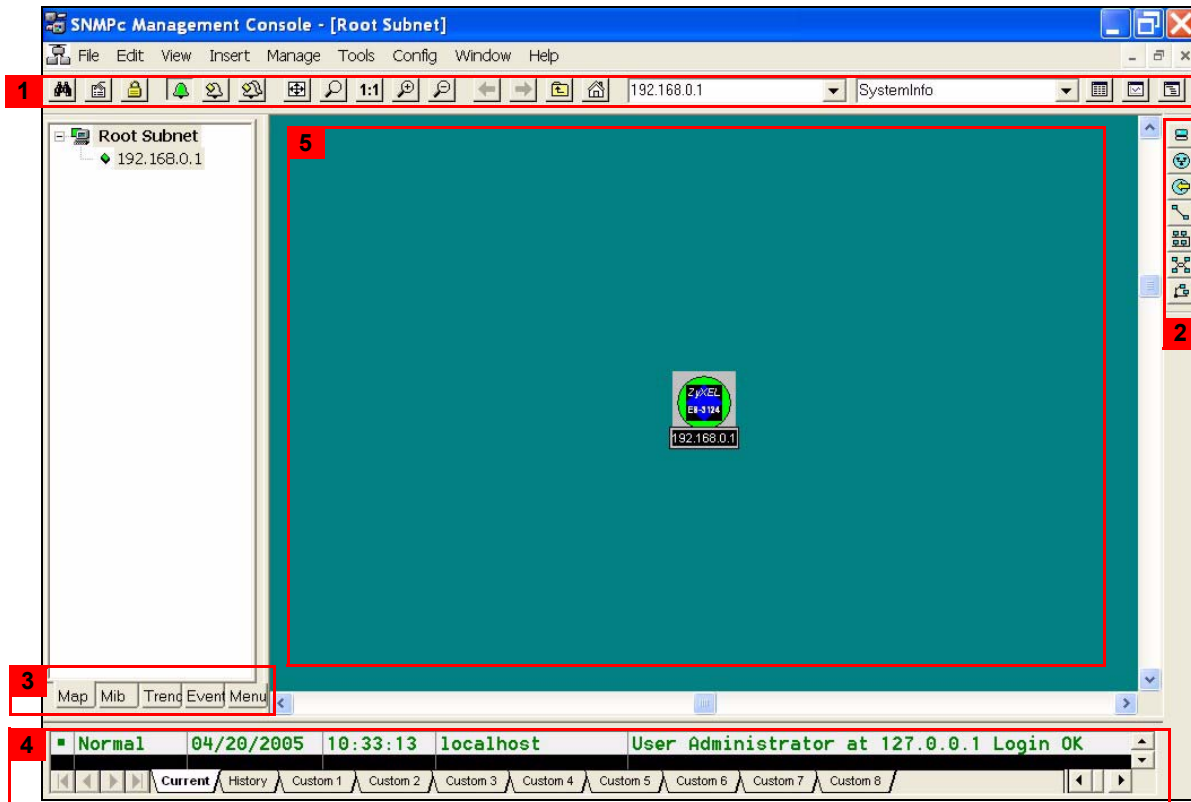 SNMPc Management Console - [Root Subnet]
File Edit View Insert Manage Tools Config Window Help
1
1:1 192.168.0.1 SystemInfo
Root Subnet
192.168.0.1
5
2
ZyXEL
192.168.0.1
3
Map Mib Trend Event Menu
4
Normal 04/20/2005 10:33:13 localhost User Administrator at 127.0.0.1 Login OK
Current History Custom 1 Custom 2 Custom 3 Custom 4 Custom 5 Custom 6 Custom 7 Custom 8